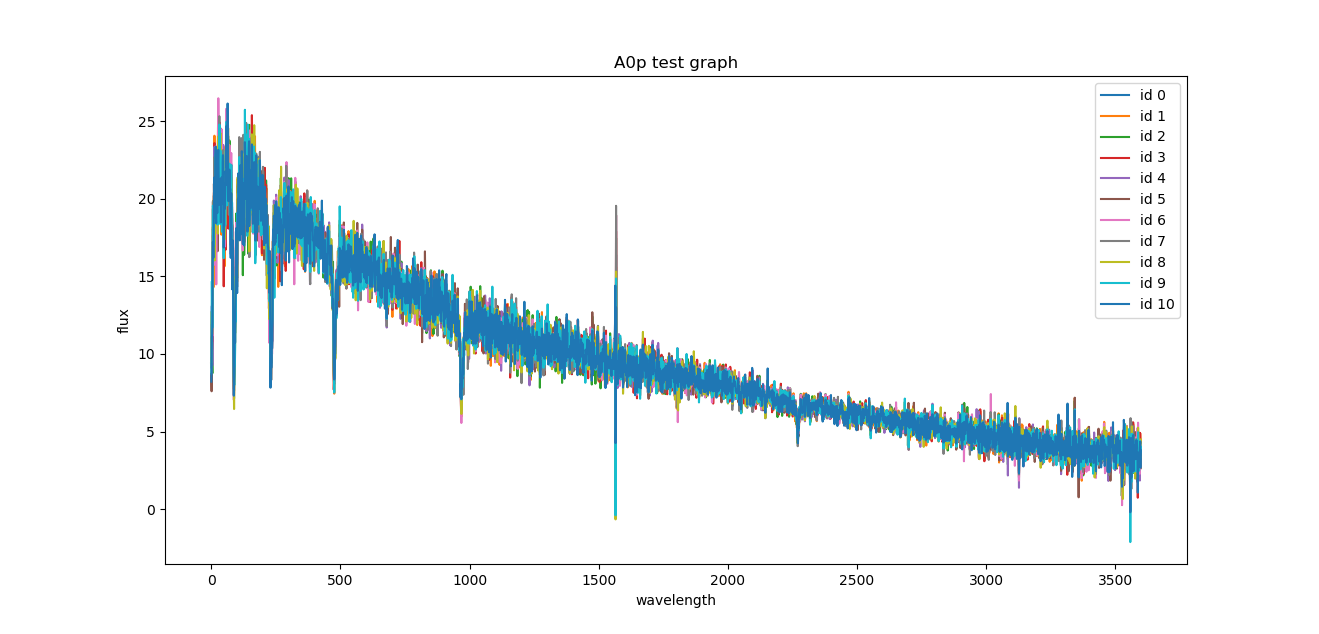 A0p test graph
id 0
id 1
id 2
id 3
id 4
id 5
id 6
id 7
id 8
id 9
id 10
25
20
15
10
5
0
flux
0 500 1000 1500 2000 2500 3000 3500
wavelength